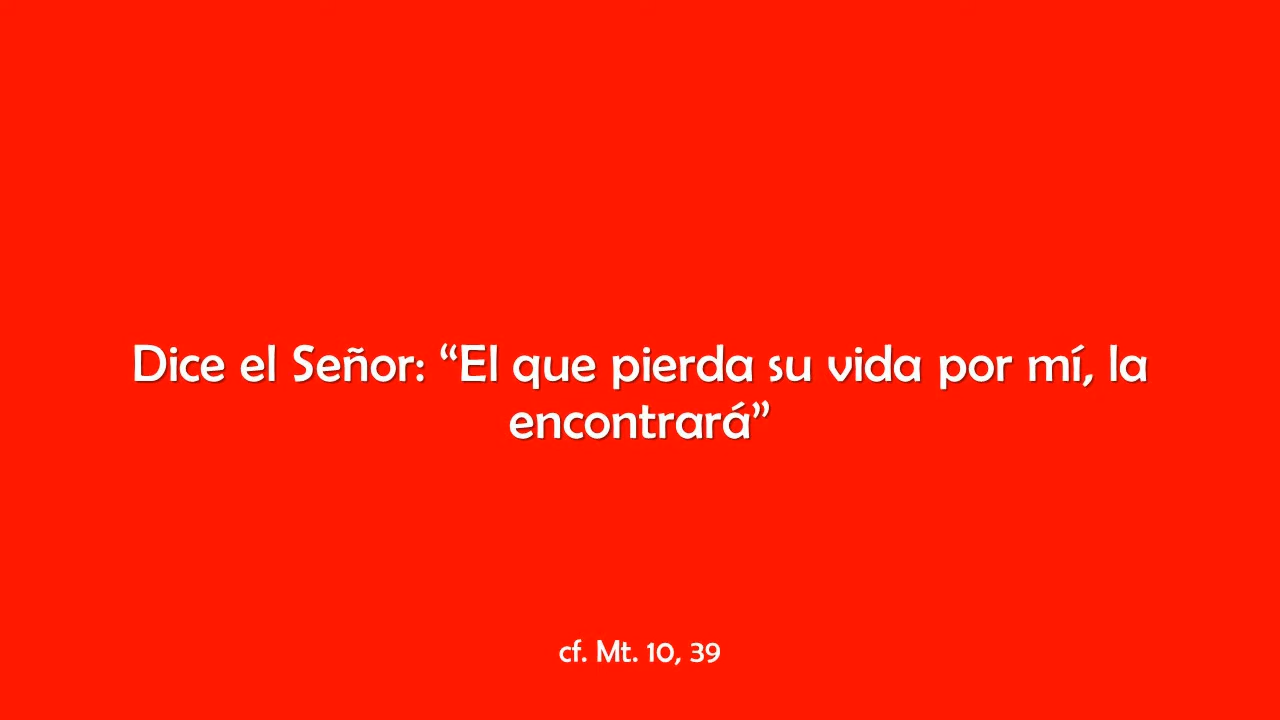 Dice el Señor: “El que pierda su vida por mí, la
encontrará”
cf. Mt. 10, 39